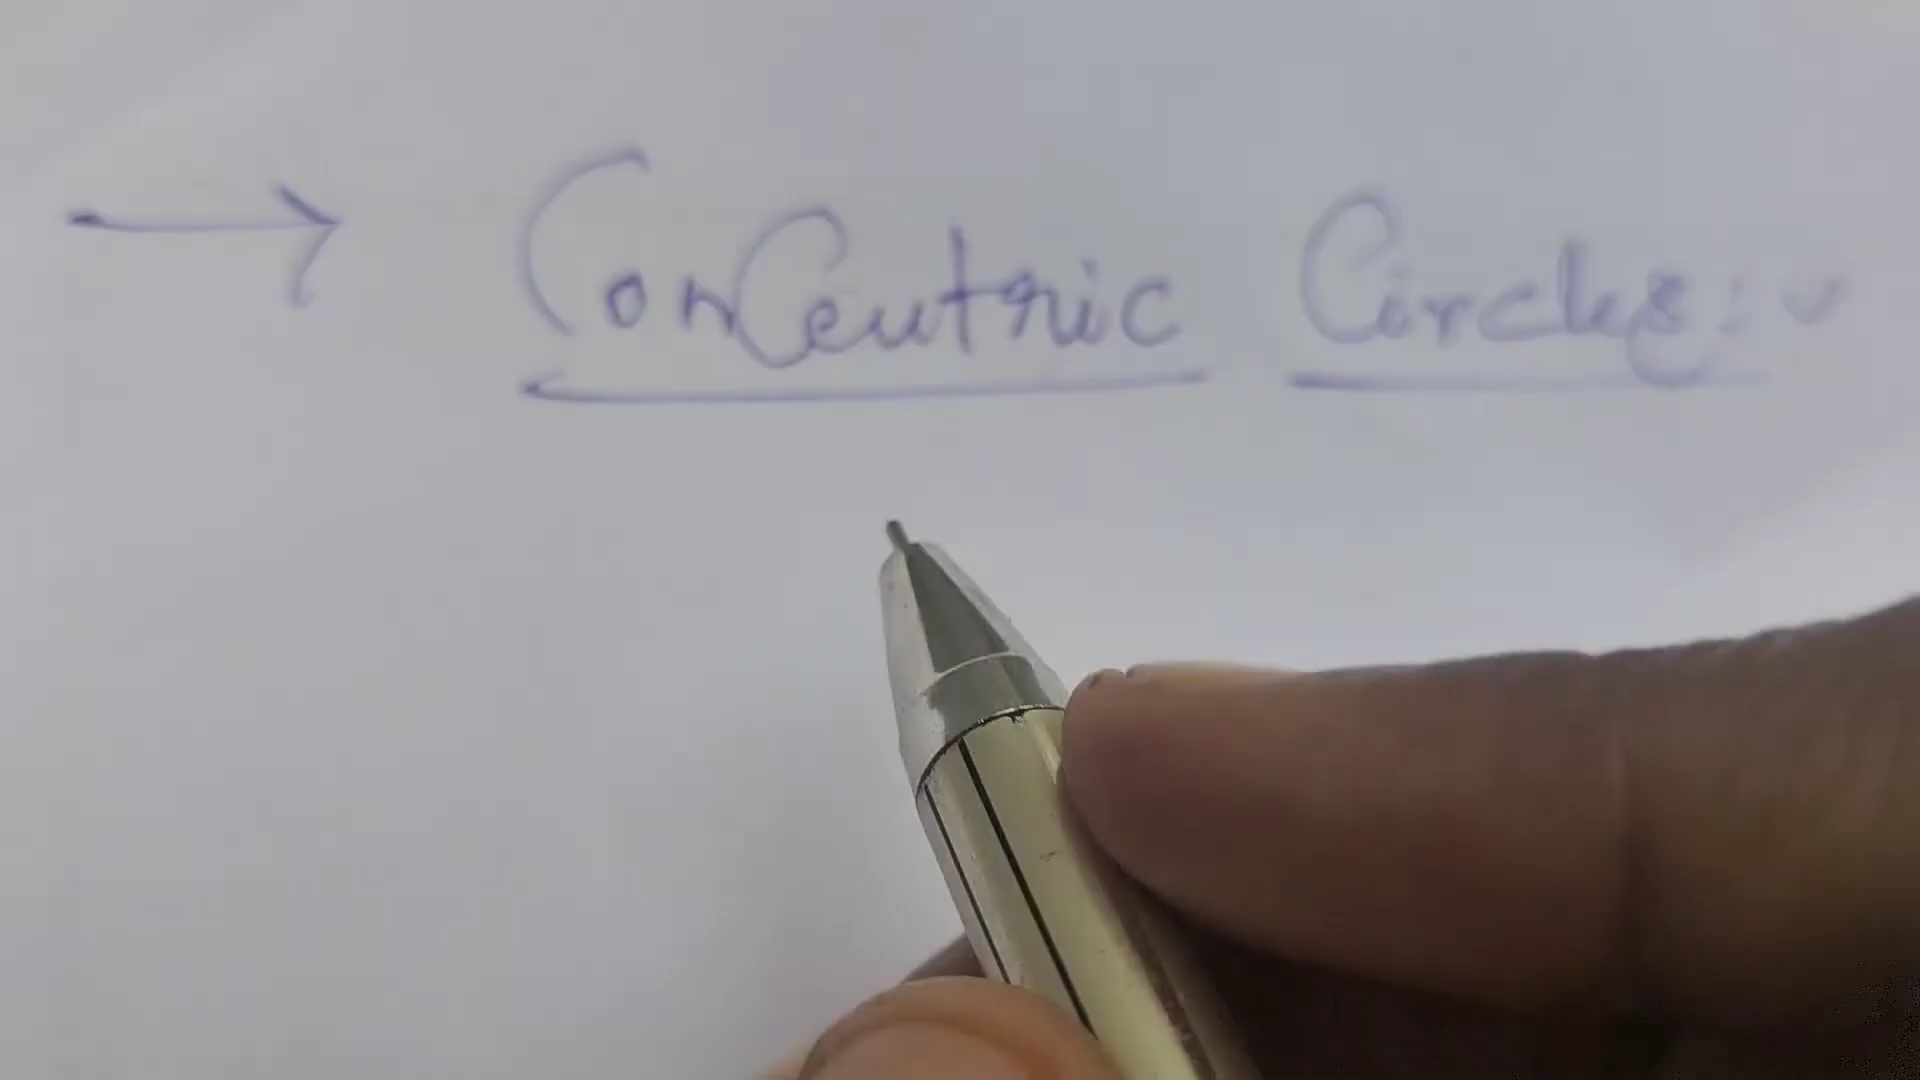 → Concentric Circles :